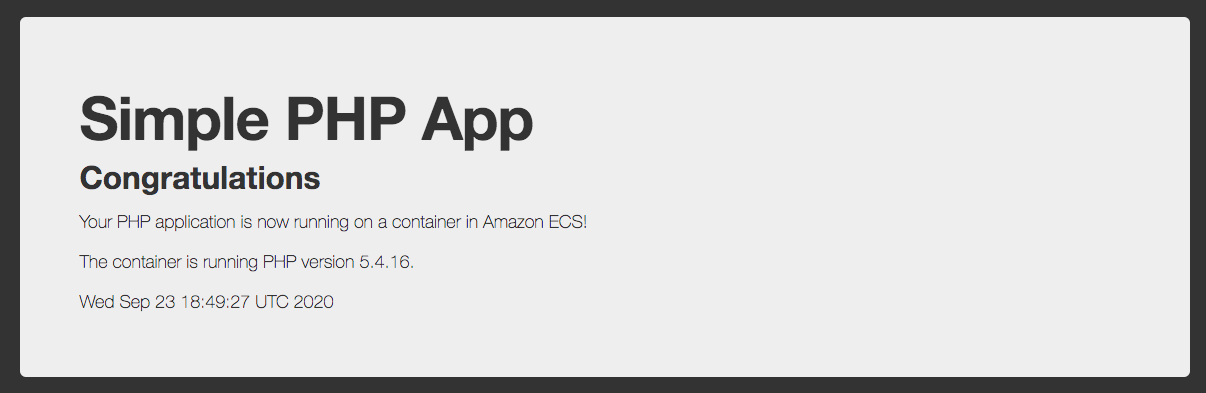 Simple PHP App
Congratulations
Your PHP application is now running on a container in Amazon ECS!
The container is running PHP version 5.4.16.
Wed Sep 23 18:49:27 UTC 2020